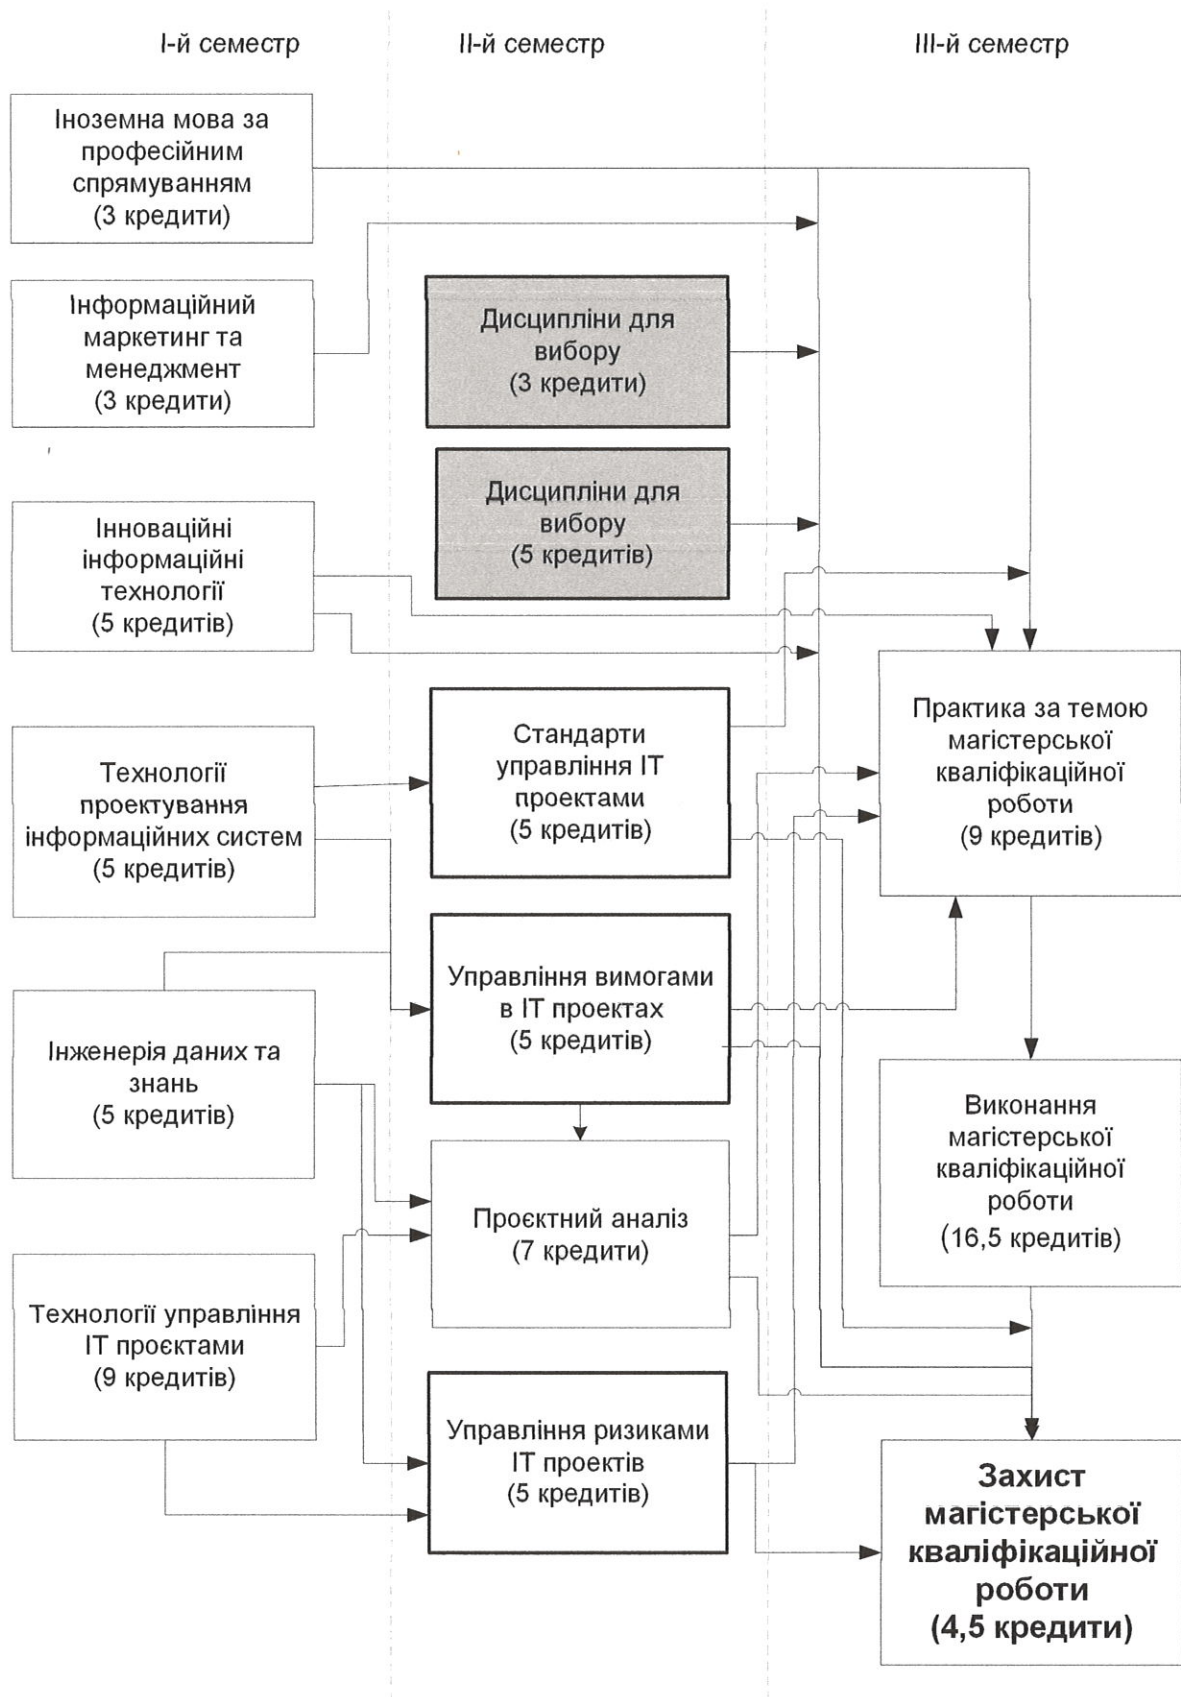 І-й семестр
ІІ-й семестр
ІІІ-й семестр
Іноземна мова за
професійним
спрямуванням
(3 кредити)
Інформаційний
маркетинг та
менеджмент
(3 кредити)
Інноваційні
інформаційні
технології
(5 кредитів)
Технології
проектування
інформаційних систем
(5 кредитів)
Інженерія даних та
знань
(5 кредитів)
Технології управління
ІТ проєктами
(9 кредитів)
Дисципліни для
вибору
(3 кредити)
Дисципліни для
вибору
(5 кредитів)
Стандарти
управління ІТ
проектами
(5 кредитів)
Управління вимогами
в ІТ проектах
(5 кредитів)
Проєктний аналіз
(7 кредити)
Управління ризиками
ІТ проектів
(5 кредитів)
Практика за темою
магістерської
кваліфікаційної
роботи
(9 кредитів)
Виконання
магістерської
кваліфікаційної
роботи
(16,5 кредитів)
Захист
магістерської
кваліфікаційної
роботи
(4,5 кредити)